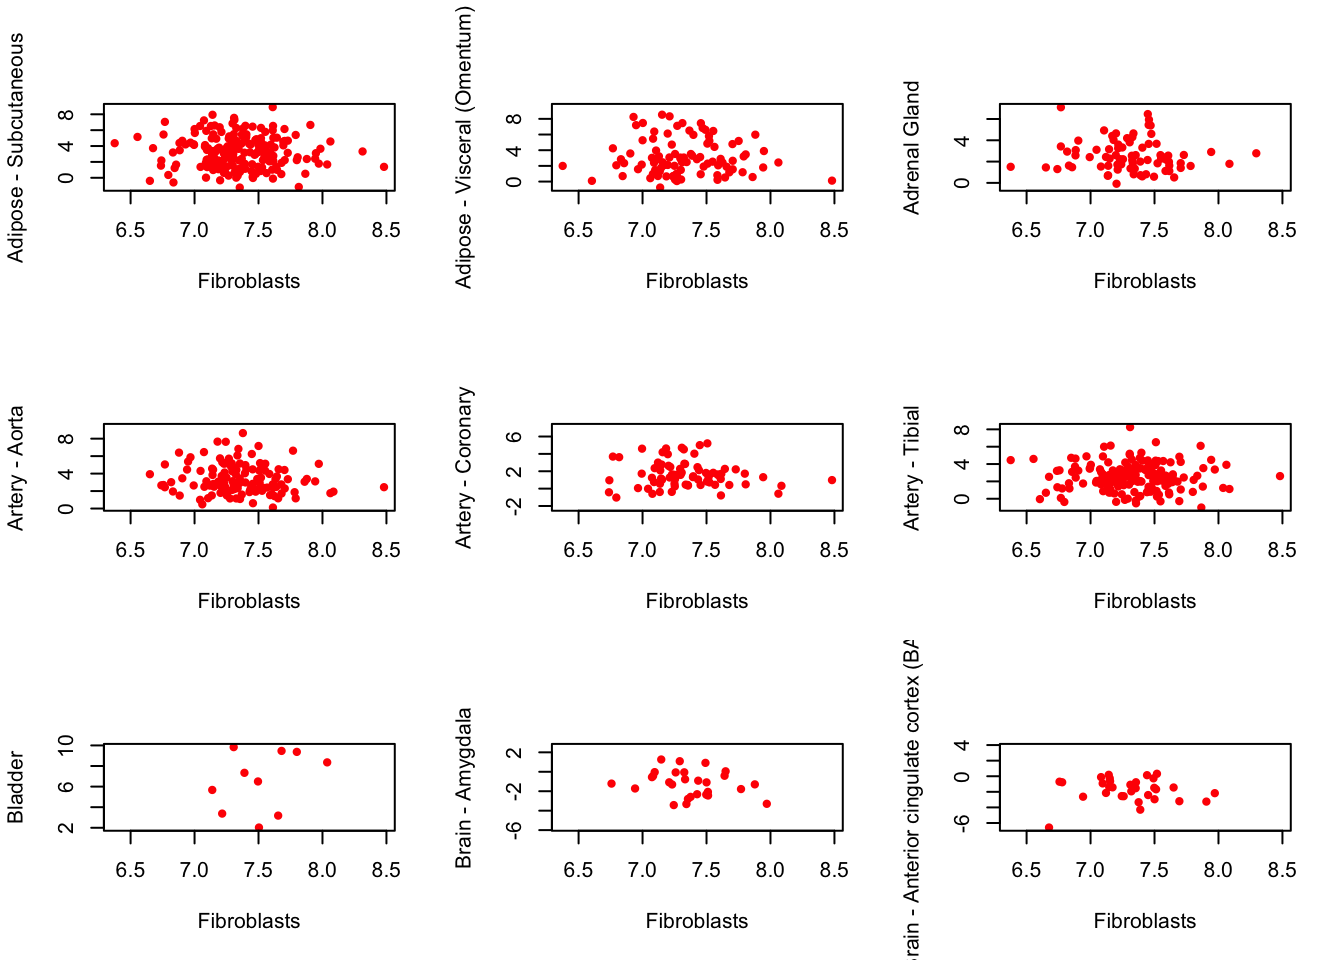 Adipose - Subcutaneous
8
4
0
6.5 7.0 7.5 8.0 8.5
Fibroblasts
Adipose - Visceral (Omentum)
8
4
0
6.5 7.0 7.5 8.0 8.5
Fibroblasts
Adrenal Gland
4
0
6.5 7.0 7.5 8.0 8.5
Fibroblasts
Artery - Aorta
8
4
0
6.5 7.0 7.5 8.0 8.5
Fibroblasts
Artery - Coronary
6
2
-2
6.5 7.0 7.5 8.0 8.5
Fibroblasts
Artery - Tibial
8
4
0
6.5 7.0 7.5 8.0 8.5
Fibroblasts
Bladder
10
6
2
6.5 7.0 7.5 8.0 8.5
Fibroblasts
Brain - Amygdala
2
-2
-6
6.5 7.0 7.5 8.0 8.5
Fibroblasts
rain - Anterior cingulate cortex (BA
4
0
-6
6.5 7.0 7.5 8.0 8.5
Fibroblasts